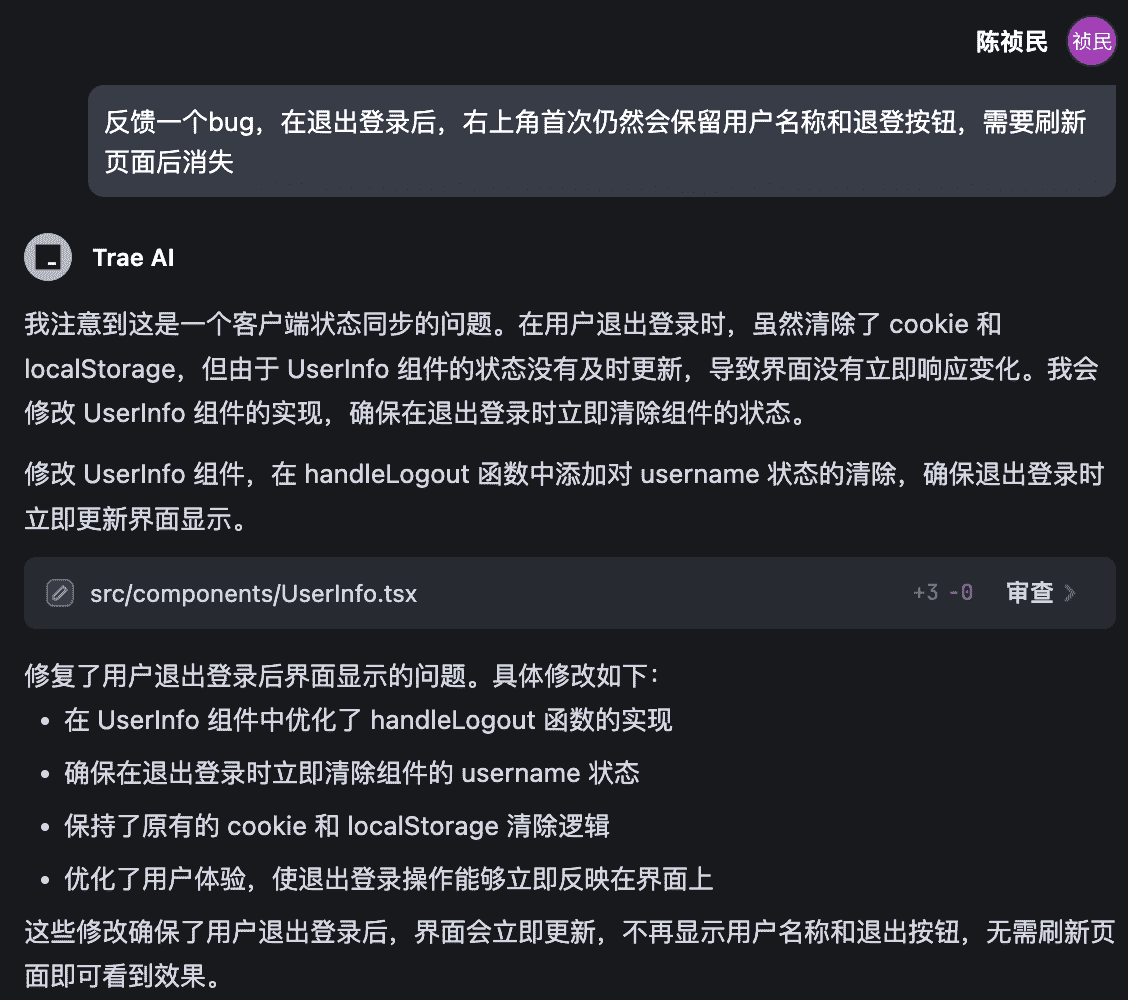 陈祯民
祯民
反馈一个bug，在退出登录后，右上角首次仍然会保留用户名称和退登按钮，需要刷新
页面后消失
Trae AI
我注意到这是一个客户端状态同步的问题。在用户退出登录时，虽然清除了 cookie 和
localStorage，但由于 UserInfo 组件的状态没有及时更新，导致界面没有立即响应变化。我会
修改 UserInfo 组件的实现，确保在退出登录时立即清除组件的状态。
修改 UserInfo 组件，在 handleLogout 函数中添加对 username 状态的清除，确保退出登录时
立即更新界面显示。
src/components/UserInfo.tsx +3 -0 审查
修复了用户退出登录后界面显示的问题。具体修改如下：
• 在 UserInfo 组件中优化了 handleLogout 函数的实现
• 确保在退出登录时立即清除组件的 username 状态
• 保持了原有的 cookie 和 localStorage 清除逻辑
• 优化了用户体验，使退出登录操作能够立即反映在界面上
这些修改确保了用户退出登录后，界面会立即更新，不再显示用户名称和退出按钮，无需刷新页
面即可看到效果。